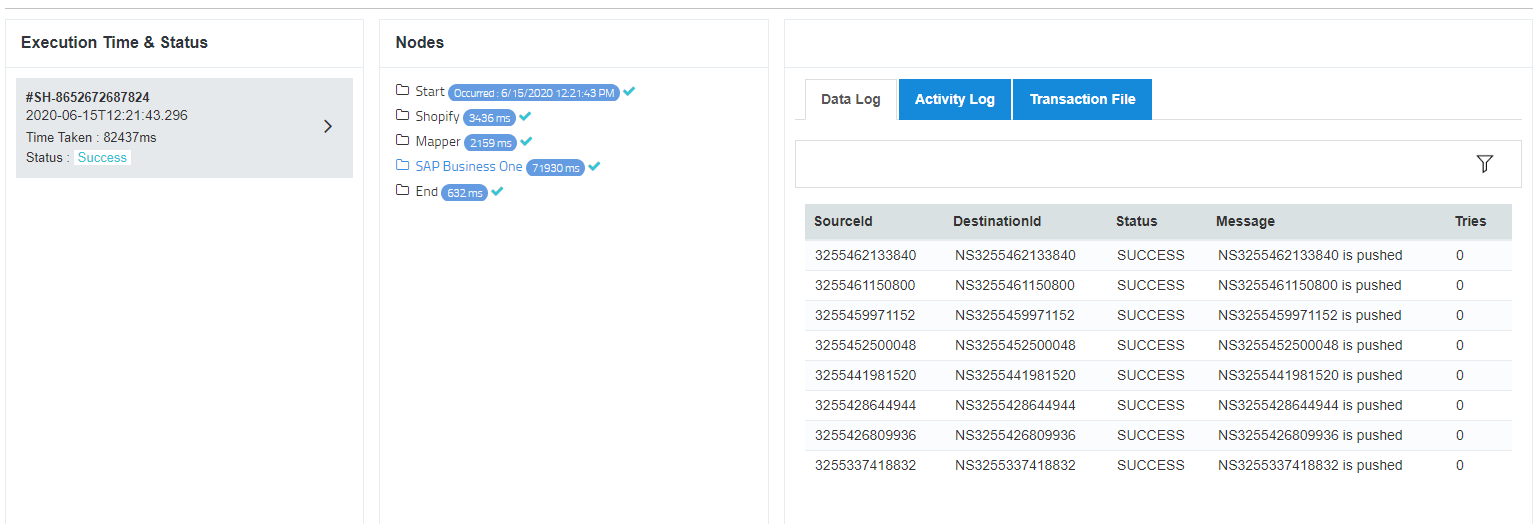 Execution Time & Status
#SH-8652672687824
2020-06-15T12:21:43.296
Time Taken : 82437ms
Status : Success
Nodes
Start Occurred : 6/15/2020 12:21:43 PM
Shopify 3436 ms
Mapper 2159 ms
SAP Business One 71930 ms
End 632 ms
Data Log Activity Log Transaction File
SourceId DestinationId Status Message Tries
3255462133840 NS3255462133840 SUCCESS NS3255462133840 is pushed 0
3255461150800 NS3255461150800 SUCCESS NS3255461150800 is pushed 0
3255459971152 NS3255459971152 SUCCESS NS3255459971152 is pushed 0
3255452500048 NS3255452500048 SUCCESS NS3255452500048 is pushed 0
3255441981520 NS3255441981520 SUCCESS NS3255441981520 is pushed 0
3255428644944 NS3255428644944 SUCCESS NS3255428644944 is pushed 0
3255426809936 NS3255426809936 SUCCESS NS3255426809936 is pushed 0
3255337418832 NS3255337418832 SUCCESS NS3255337418832 is pushed 0